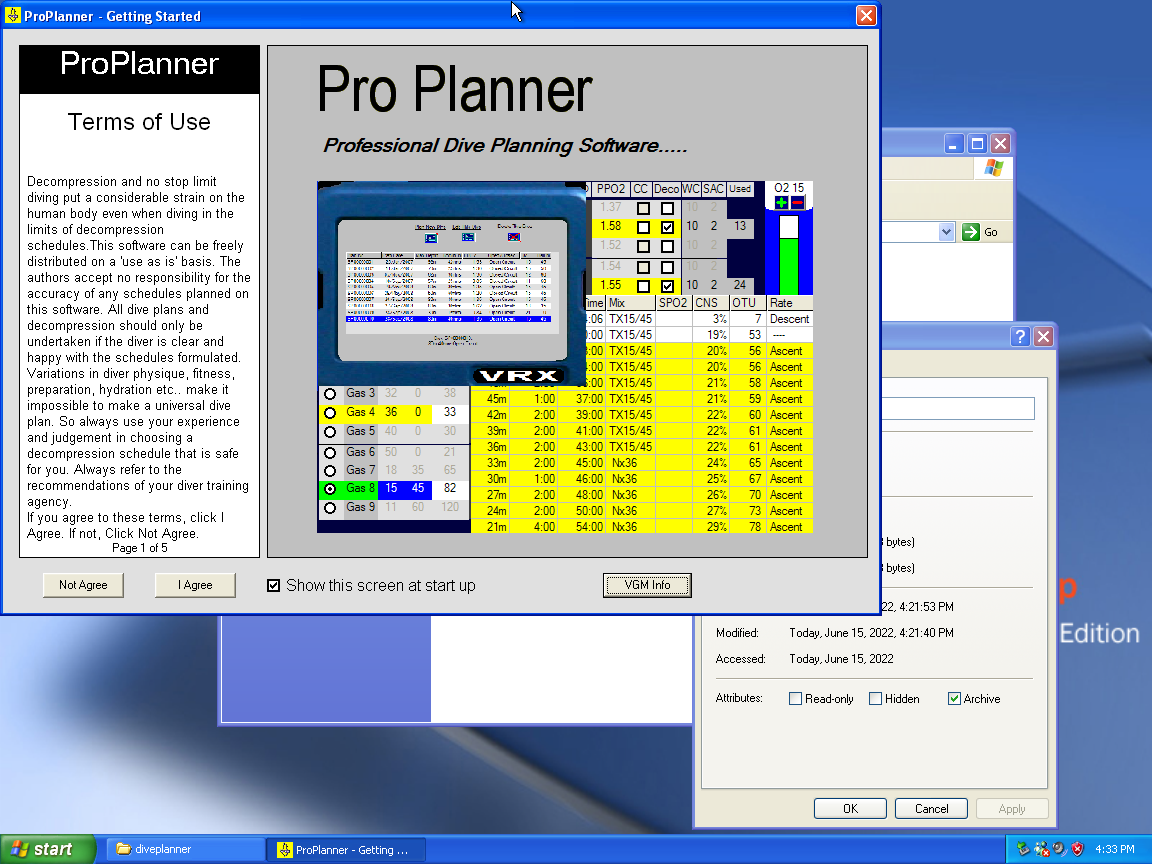 ProPlanner - Getting Started
ProPlanner
Terms of Use
Decompression and no stop limit
diving put a considerable strain on the
human body even when diving in the
limits of decompression
schedules.This software can be freely
distributed on a 'use as is' basis. The
authors accept no responsibility for the
accuracy of any schedules planned on
this software. All dive plans and
decompression should only be
undertaken if the diver is clear and
happy with the schedules formulated.
Variations in diver physique, fitness,
preparation, hydration etc.. make it
impossible to make a universal dive
plan. So always use your experience
and judgement in choosing a
decompression schedule that is safe
for you. Always refer to the
recommendations of your diver training
agency.
If you agree to these terms, click I
Agree. If not, Click Not Agree.
Page 1 of 5
Not Agree
I Agree
Show this screen at start up
VGM Info
Pro Planner
Professional Dive Planning Software.....
PPO2 CC Deco WC SAC Used
O2 15
1.37 10 2
1.58 10 2 13
1.52 10 2
1.54 10 2
1.55 10 2 24
VRX
Gas 3 32 0 38
Gas 4 36 0 33
Gas 5 40 0 30
Gas 6 50 0 21
Gas 7 18 35 65
Gas 8 15 45 82
Gas 9 11 60 120
Mix SPO2 CNS OTU Rate
:06 TX15/45 3% 7 Descent
:00 TX15/45 19% 53 ----
:00 TX15/45 20% 56 Ascent
:00 TX15/45 20% 56 Ascent
:00 TX15/45 21% 58 Ascent
45m 1:00 37:00 TX15/45 21% 59 Ascent
42m 2:00 39:00 TX15/45 22% 60 Ascent
39m 2:00 41:00 TX15/45 22% 61 Ascent
36m 2:00 43:00 TX15/45 22% 61 Ascent
33m 2:00 45:00 Nx36 24% 65 Ascent
30m 1:00 46:00 Nx36 25% 67 Ascent
27m 2:00 48:00 Nx36 26% 70 Ascent
24m 2:00 50:00 Nx36 27% 73 Ascent
21m 4:00 54:00 Nx36 29% 78 Ascent
Go
bytes)
bytes)
22, 4:21:53 PM
Modified: Today, June 15, 2022, 4:21:40 PM
Accessed: Today, June 15, 2022
Attributes: Read-only Hidden Archive
OK Cancel Apply
Edition
start
diveplanner
ProPlanner - Getting ...
4:33 PM